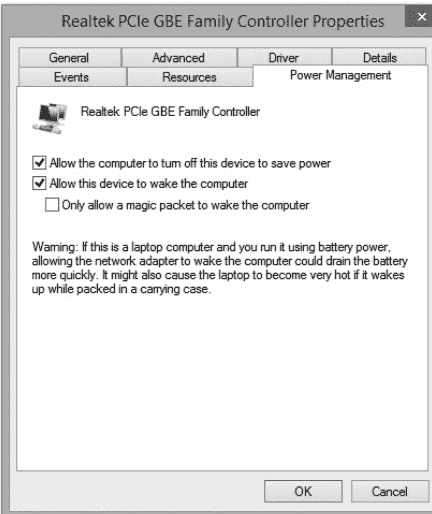 Realtek PCIe GBE Family Controller Properties
General Advanced Driver Details
Events Resources Power Management
Realtek PCIe GBE Family Controller
Allow the computer to turn off this device to save power
Allow this device to wake the computer
Only allow a magic packet to wake the computer
Warning: If this is a laptop computer and you run it using battery power,
allowing the network adapter to wake the computer could drain the battery
more quickly. It might also cause the laptop to become very hot if it wakes
up while packed in a carrying case.
OK Cancel